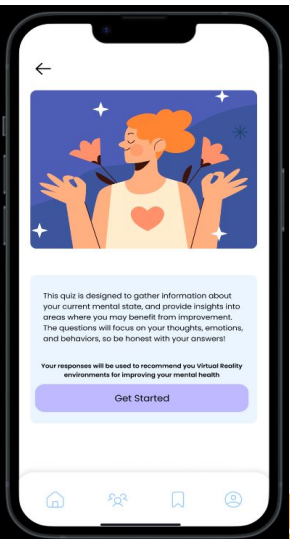 This quiz is designed to gather information about
your current mental state, and provide insights into
areas where you may benefit from improvement.
The questions will focus on your thoughts, emotions,
and behaviors, so be honest with your answers!
Your responses will be used to recommend you Virtual Reality
environments for improving your mental health
Get Started